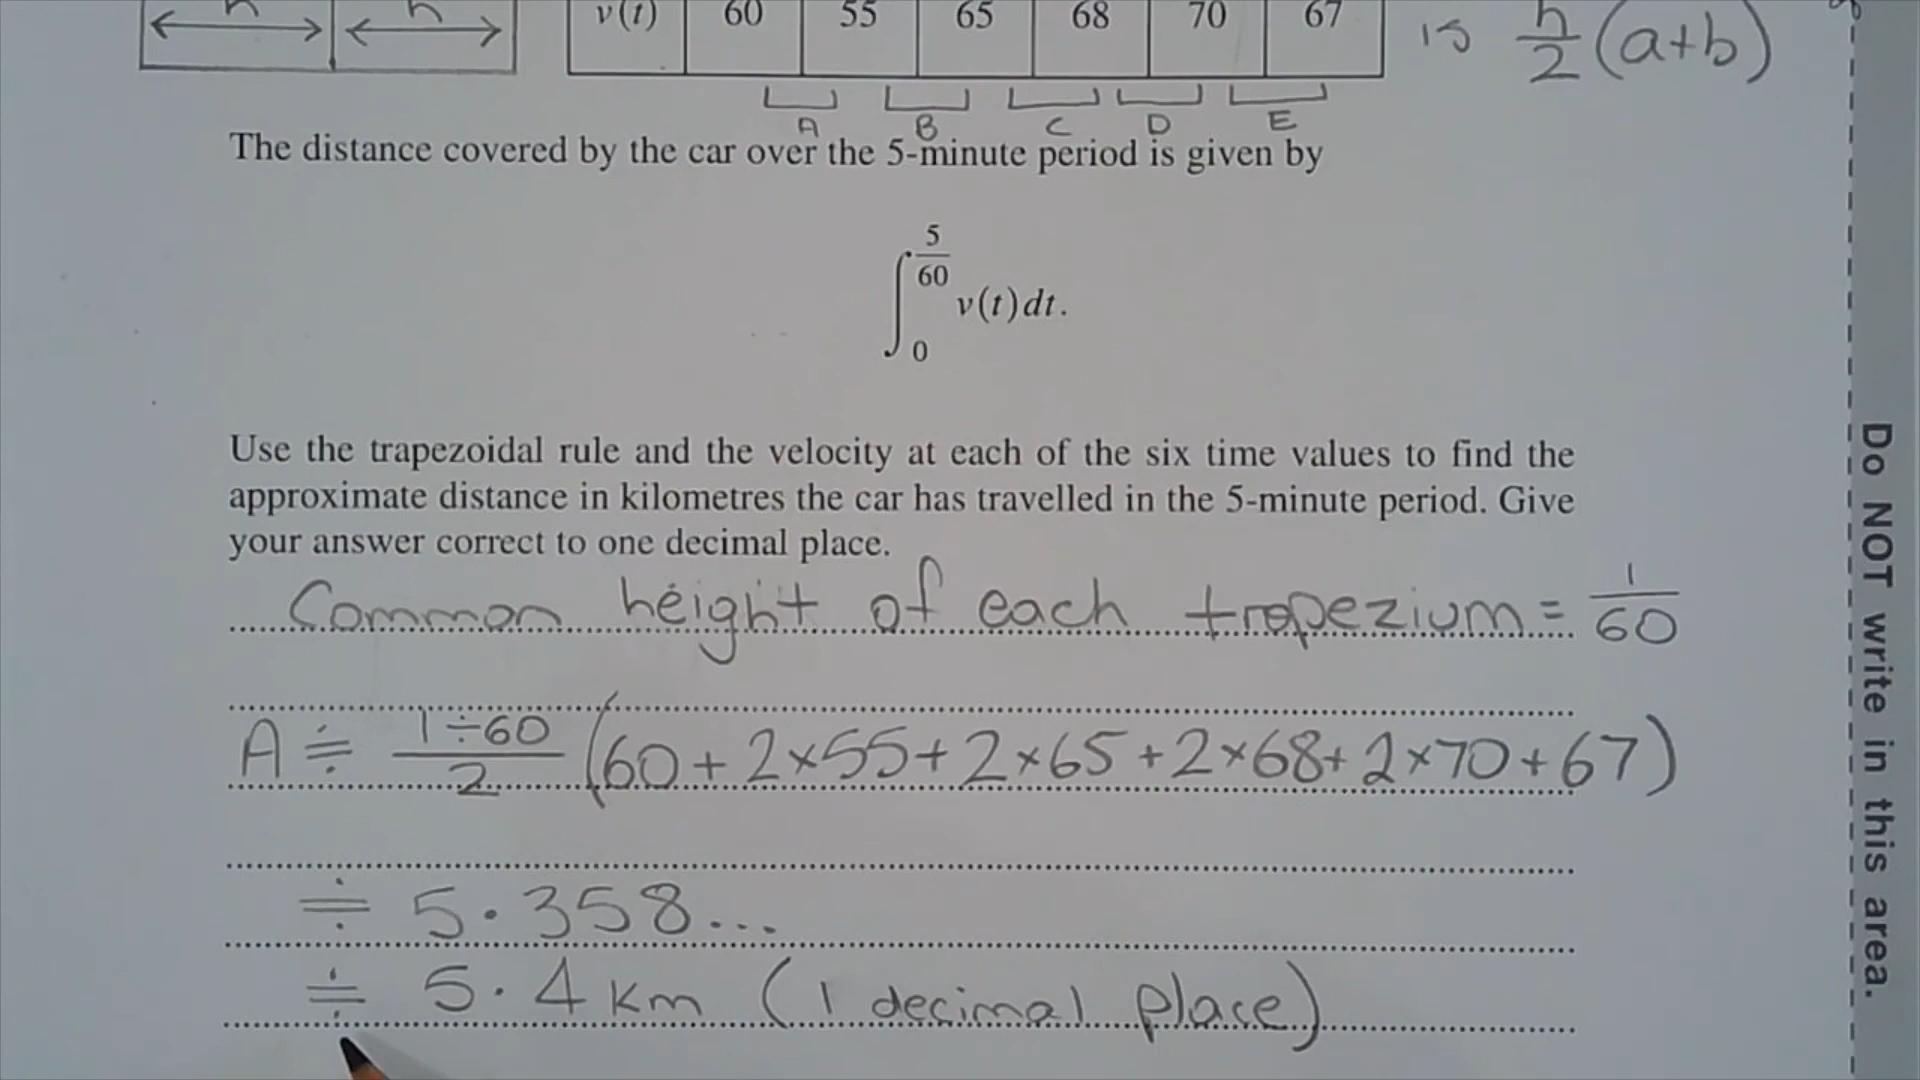 h h
v(t) 60 55 65 68 70 67
is h/2 (a+b)
A B C D E
The distance covered by the car over the 5-minute period is given by
∫₀^{5/60} v(t) dt.
Use the trapezoidal rule and the velocity at each of the six time values to find the
approximate distance in kilometres the car has travelled in the 5-minute period. Give
your answer correct to one decimal place.
Common height of each trapezium = 1/60
A ≑ (1÷60)/2 (60 + 2×55 + 2×65 + 2×68 + 2×70 + 67)
≑ 5.358...
≑ 5.4 km (1 decimal place)
Do NOT write in this area.